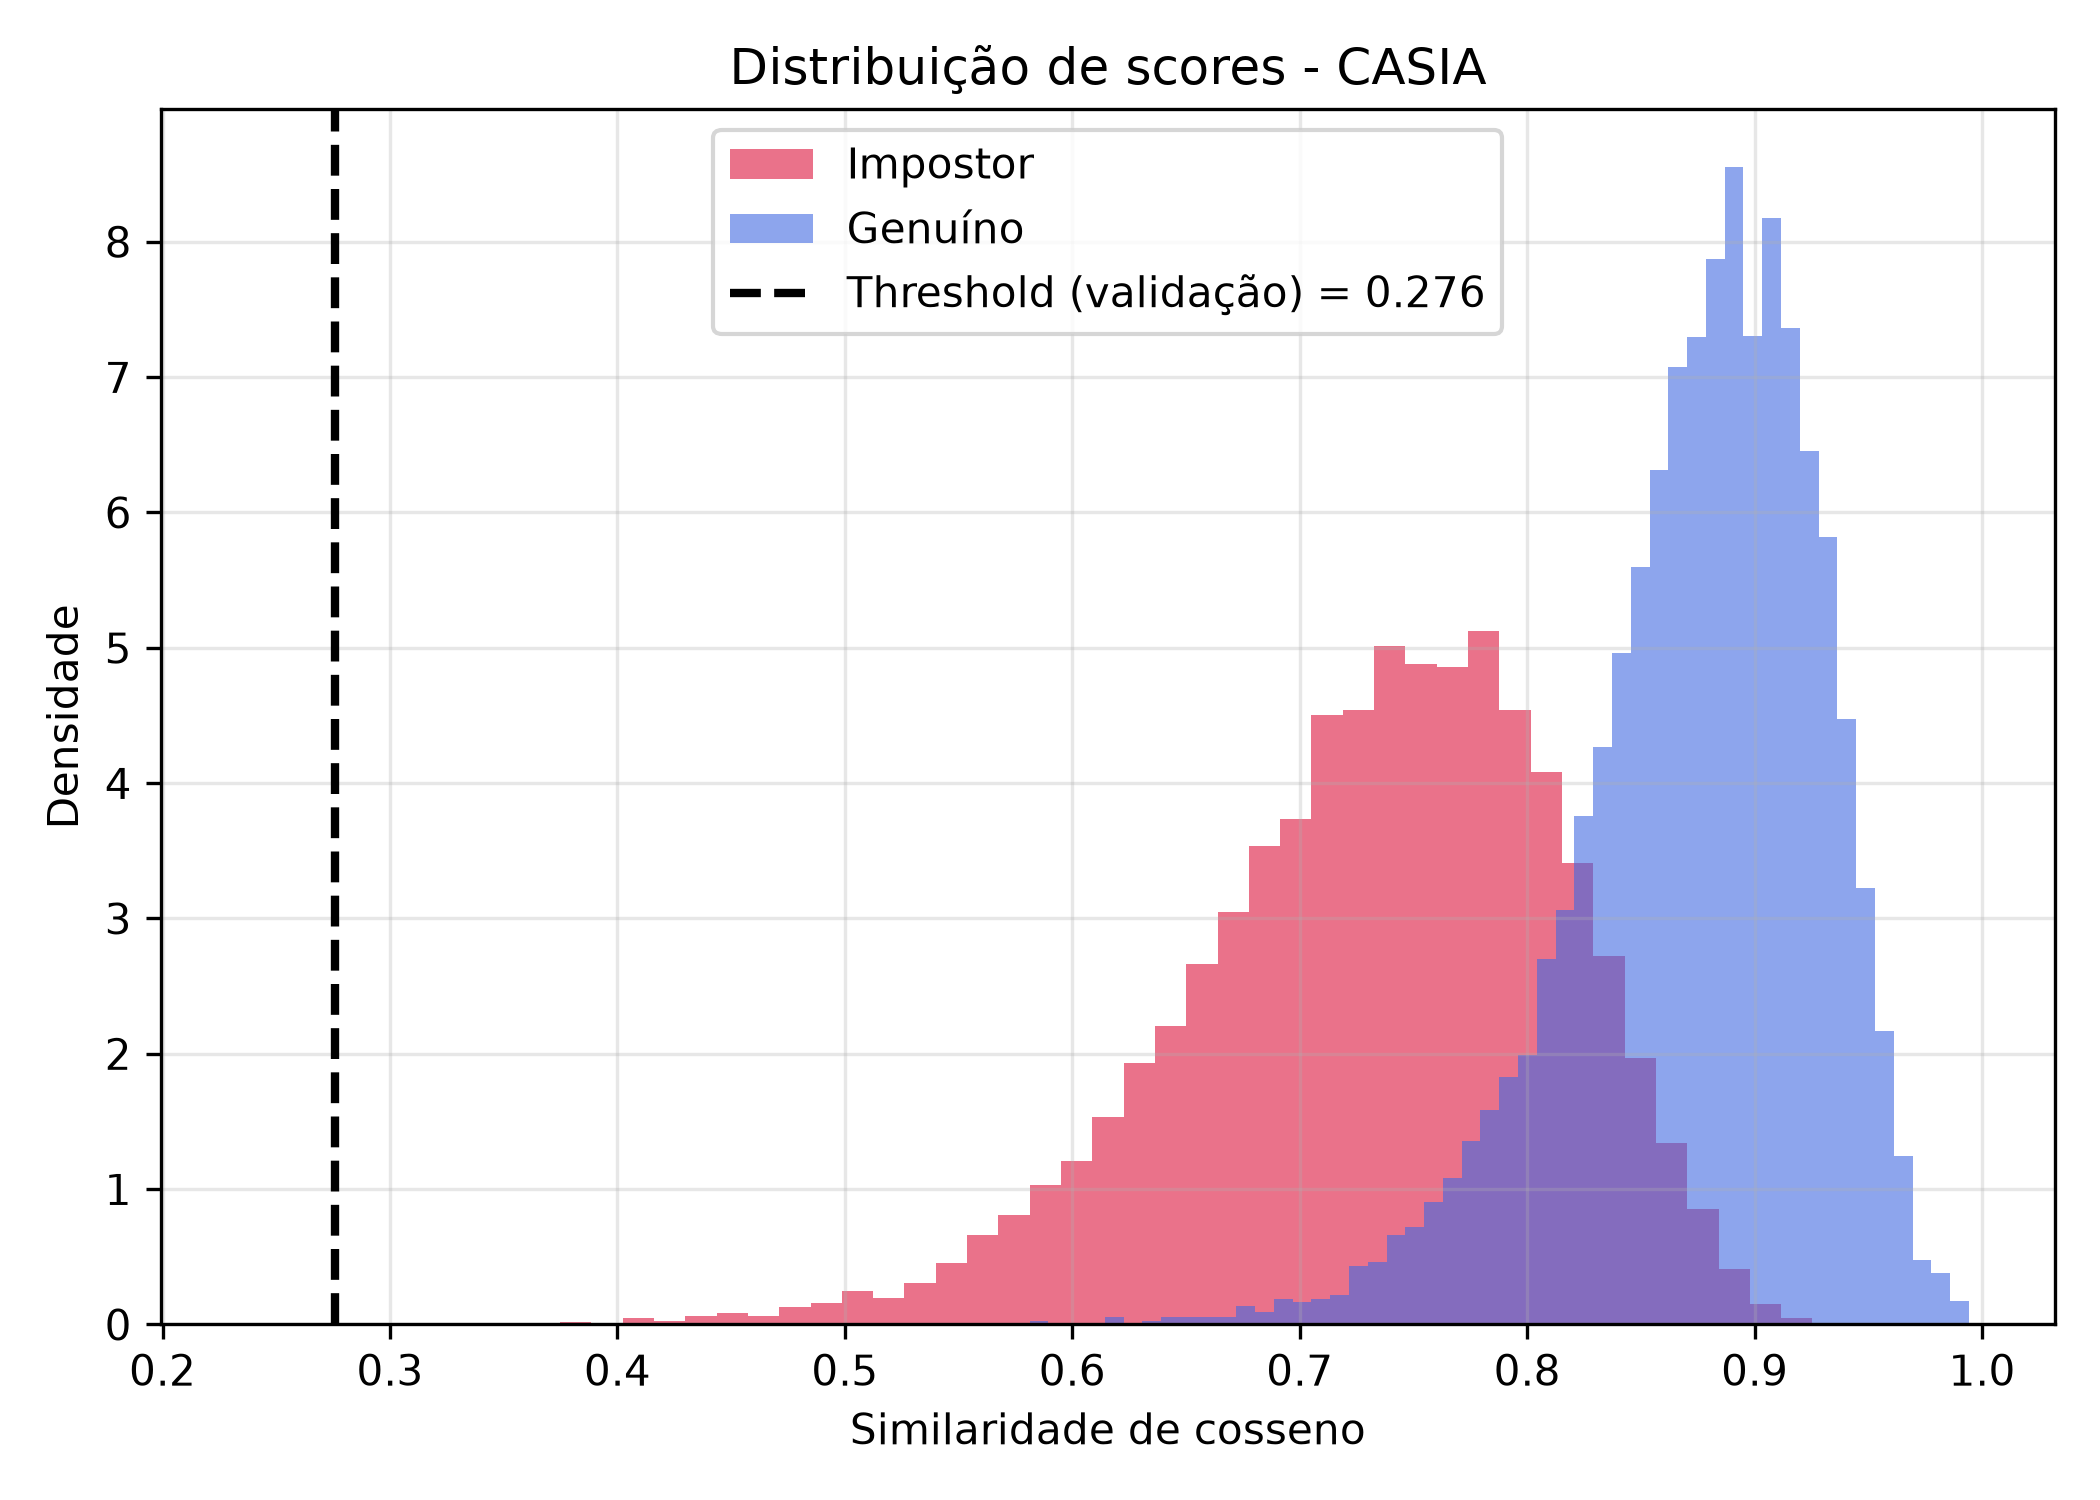 Distribuição de scores - CASIA
Impostor
Genuíno
Threshold (validação) = 0.276
Densidade
8
7
6
5
4
3
2
1
0
0.2 0.3 0.4 0.5 0.6 0.7 0.8 0.9 1.0
Similaridade de cosseno